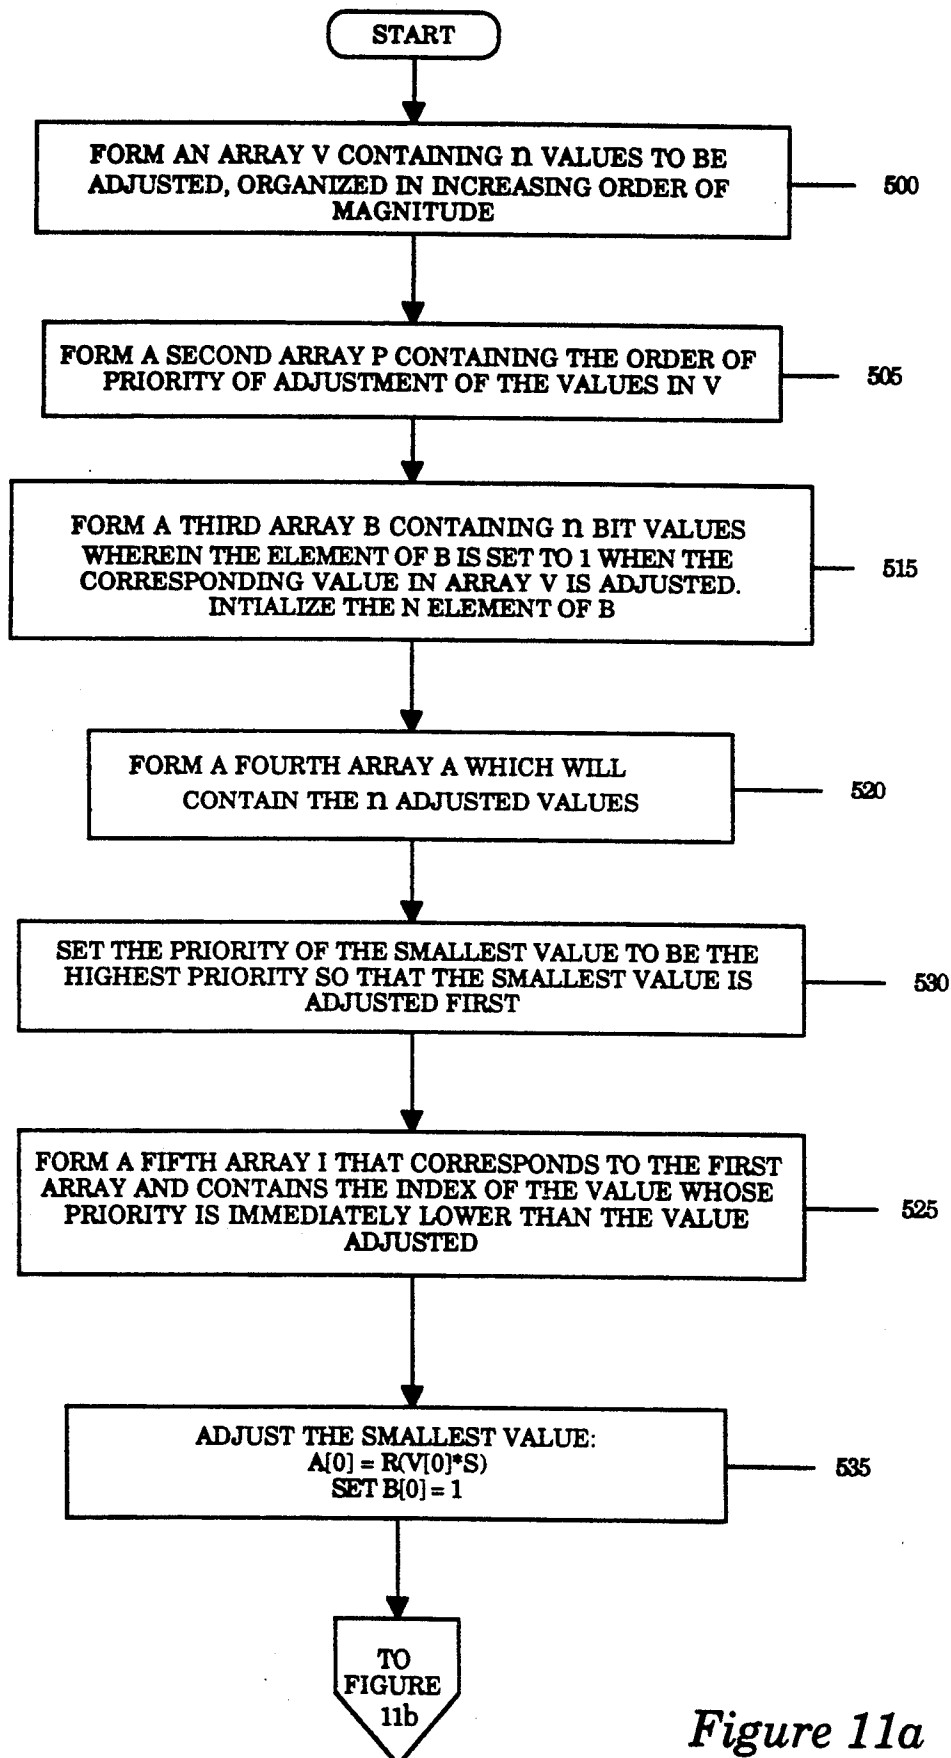 START
FORM AN ARRAY V CONTAINING n VALUES TO BE
ADJUSTED, ORGANIZED IN INCREASING ORDER OF
MAGNITUDE
500
FORM A SECOND ARRAY P CONTAINING THE ORDER OF
PRIORITY OF ADJUSTMENT OF THE VALUES IN V
505
FORM A THIRD ARRAY B CONTAINING n BIT VALUES
WHEREIN THE ELEMENT OF B IS SET TO 1 WHEN THE
CORRESPONDING VALUE IN ARRAY V IS ADJUSTED.
INTIALIZE THE N ELEMENT OF B
515
FORM A FOURTH ARRAY A WHICH WILL
CONTAIN THE n ADJUSTED VALUES
520
SET THE PRIORITY OF THE SMALLEST VALUE TO BE THE
HIGHEST PRIORITY SO THAT THE SMALLEST VALUE IS
ADJUSTED FIRST
530
FORM A FIFTH ARRAY I THAT CORRESPONDS TO THE FIRST
ARRAY AND CONTAINS THE INDEX OF THE VALUE WHOSE
PRIORITY IS IMMEDIATELY LOWER THAN THE VALUE
ADJUSTED
525
ADJUST THE SMALLEST VALUE:
A[0] = R(V[0]*S)
SET B[0] = 1
535
TO
FIGURE
11b
Figure 11a